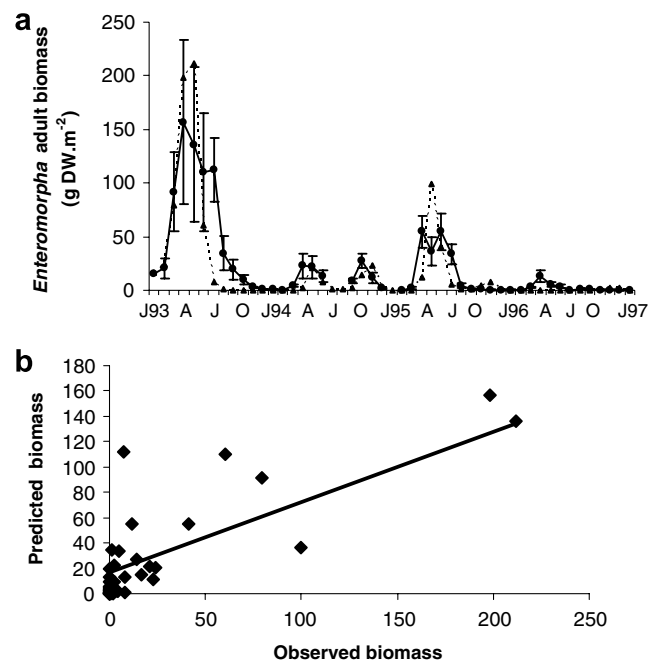 a
Enteromorpha adult biomass
(g DW.m-2)
250
200
150
100
50
0
J93 A J O J94 A J O J95 A J O J96 A J O J97
b
Predicted biomass
180
160
140
120
100
80
60
40
20
0
0 50 100 150 200 250
Observed biomass